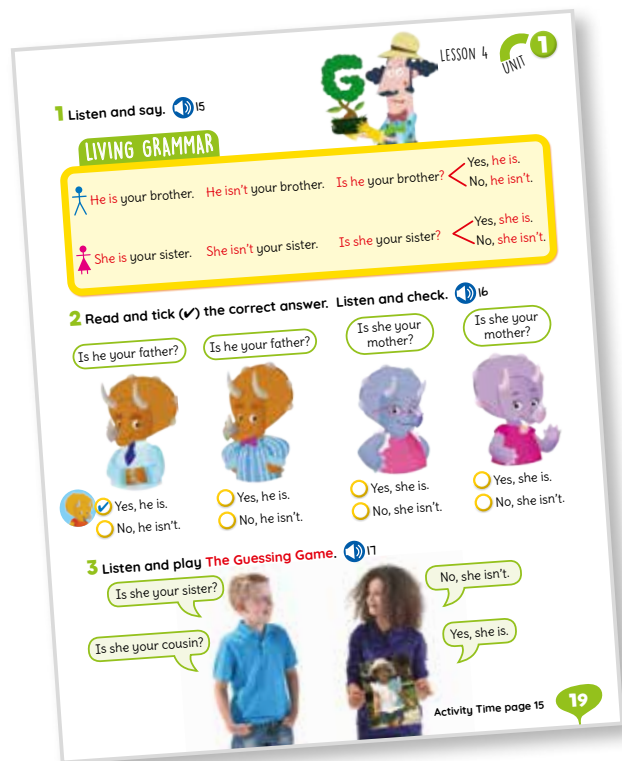 LESSON 4
UNIT 1
1 Listen and say. 15
G
LIVING GRAMMAR
He is your brother. He isn't your brother. Is he your brother? Yes, he is.
No, he isn't.
She is your sister. She isn't your sister. Is she your sister? Yes, she is.
No, she isn't.
2 Read and tick (✔) the correct answer. Listen and check. 16
Is he your father?
Is he your father?
Is she your
mother?
Is she your
mother?
✔ Yes, he is.
No, he isn't.
Yes, he is.
No, he isn't.
Yes, she is.
No, she isn't.
Yes, she is.
No, she isn't.
3 Listen and play The Guessing Game. 17
Is she your sister?
No, she isn't.
Is she your cousin?
Yes, she is.
Activity Time page 15
19